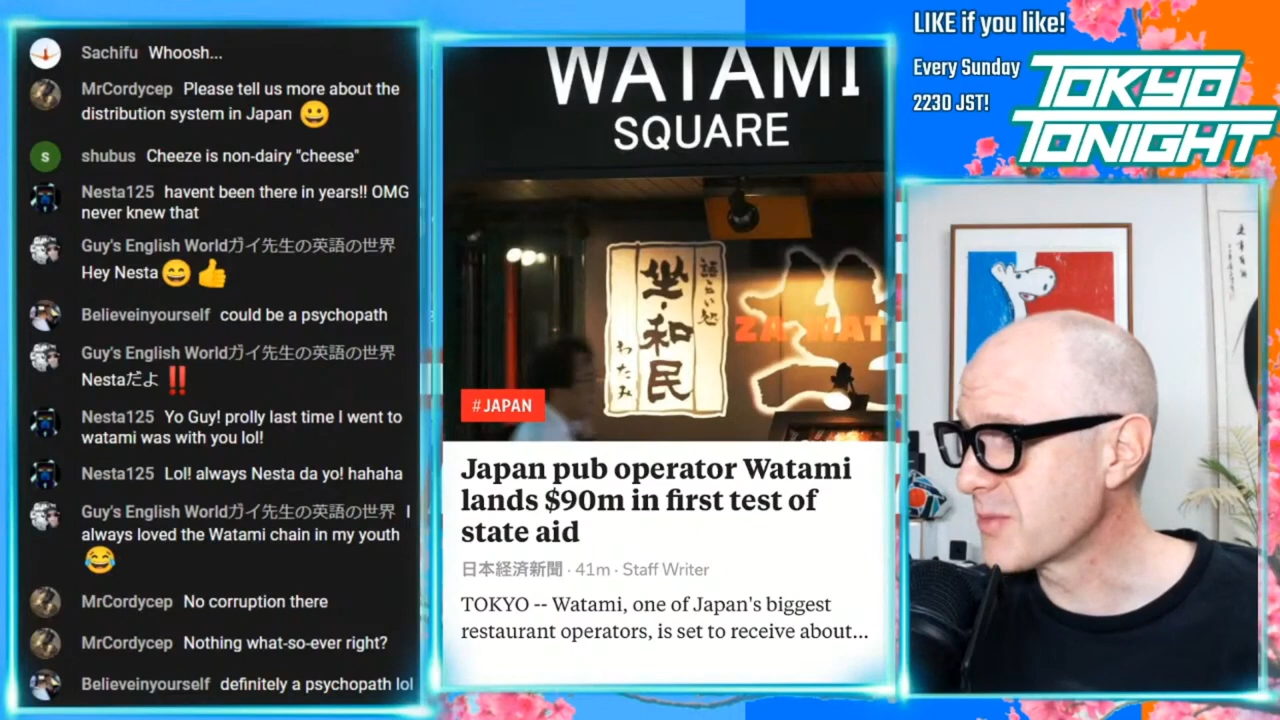 Sachifu Whoosh...
MrCordycep Please tell us more about the
distribution system in Japan 😀
S
shubus Cheeze is non-dairy "cheese"
Nesta125 havent been there in years!! OMG
never knew that
Guy's English Worldガイ先生の英語の世界
Hey Nesta😄👍
Believeinyourself could be a psychopath
Guy's English Worldガイ先生の英語の世界
Nestaだよ‼️
Nesta125 Yo Guy! prolly last time I went to
watami was with you lol!
Nesta125 Lol! always Nesta da yo! hahaha
Guy's English Worldガイ先生の英語の世界 I
always loved the Watami chain in my youth
😂
MrCordycep No corruption there
MrCordycep Nothing what-so-ever right?
Believeinyourself definitely a psychopath lol
WATAMI
SQUARE
語らい処
坐・和民
わたみ
#JAPAN
Japan pub operator Watami
lands $90m in first test of
state aid
日本経済新聞 · 41m · Staff Writer
TOKYO -- Watami, one of Japan's biggest
restaurant operators, is set to receive about...
LIKE if you like!
Every Sunday
2230 JST!
TOKYO
TONIGHT